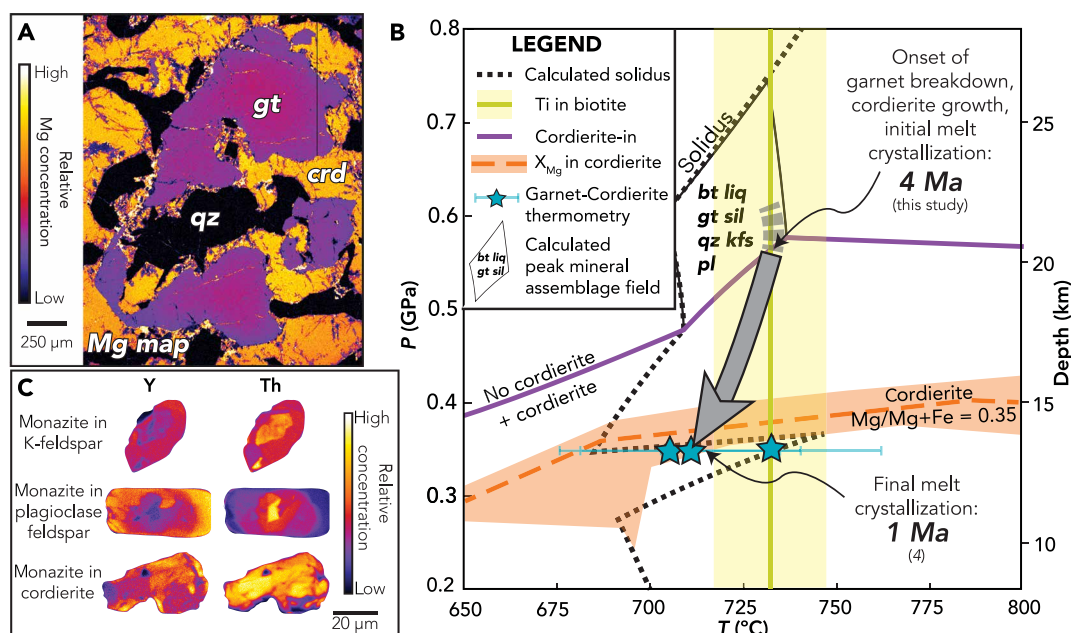 A
High
Relative
Mg concentration
Low
250 μm
gt
crd
qz
Mg map
B
LEGEND
Calculated solidus
Ti in biotite
Cordierite-in
XMg in cordierite
Garnet-Cordierite
thermometry
bt liq
gt sil
Calculated
peak mineral
assemblage field
Solidus
bt liq
gt sil
qz kfs
pl
Onset of
garnet breakdown,
cordierite growth,
initial melt
crystallization:
4 Ma
(this study)
No cordierite
+ cordierite
Cordierite
Mg/Mg+Fe = 0.35
Final melt
crystallization:
1 Ma
(4)
P (GPa)
0.8
0.7
0.6
0.5
0.4
0.3
0.2
650
675
700
725
750
775
800
T (°C)
Depth (km)
25
20
15
10
C
Y
Th
Monazite in
K-feldspar
Monazite in
plagioclase
feldspar
Monazite in
cordierite
High
Relative
concentration
Low
20 μm